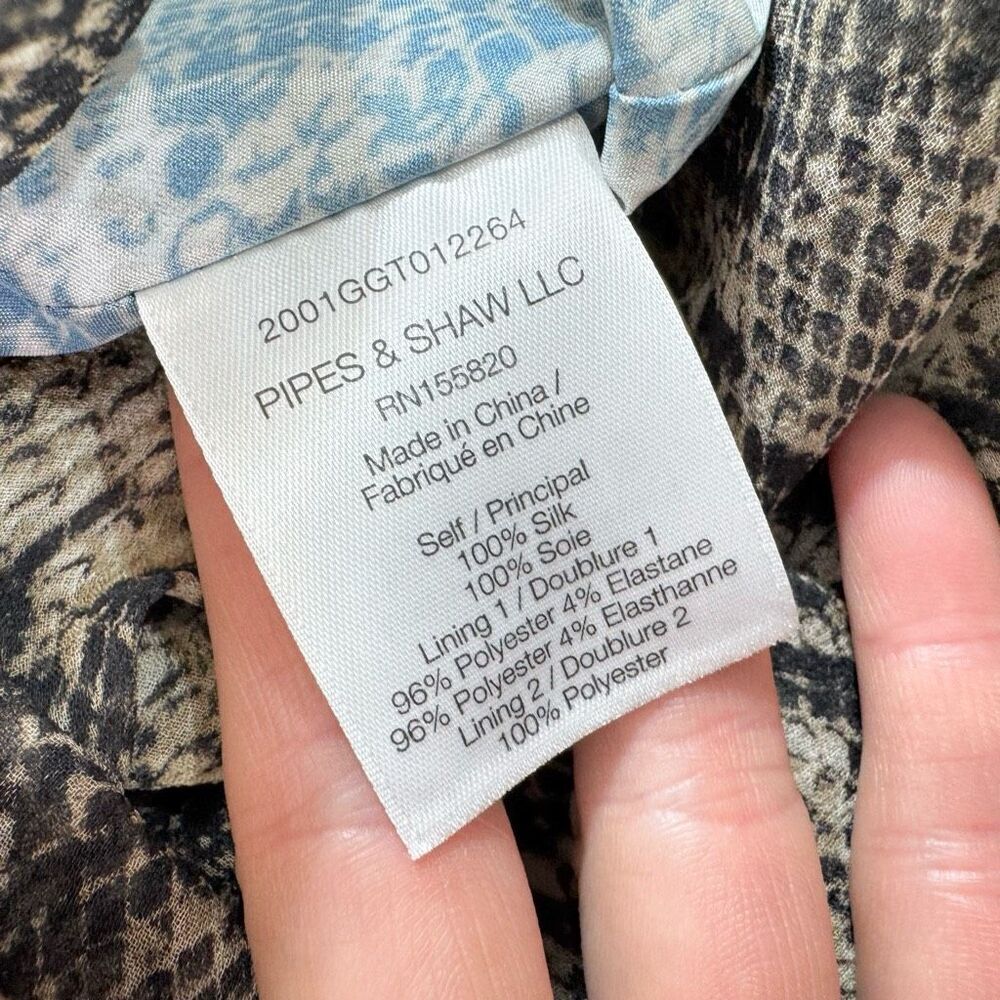 2001GGT012264
PIPES & SHAW LLC
RN155820
Made in China /
Fabriqué en Chine
Self / Principal
100% Silk
100% Soie
Lining 1 / Doublure 1
96% Polyester 4% Elastane
96% Polyester 4% Elasthanne
Lining 2 / Doublure 2
100% Polyester